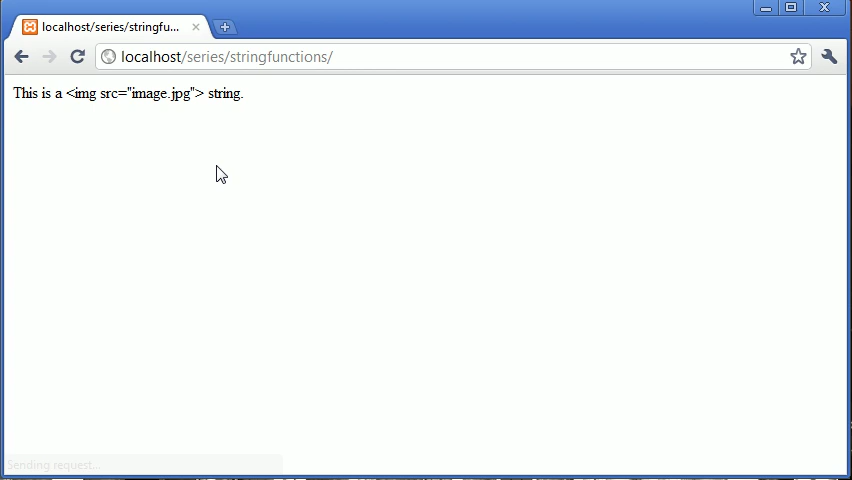 localhost/series/stringfu...
localhost/series/stringfunctions/
This is a <img src="image.jpg"> string.
Sending request...